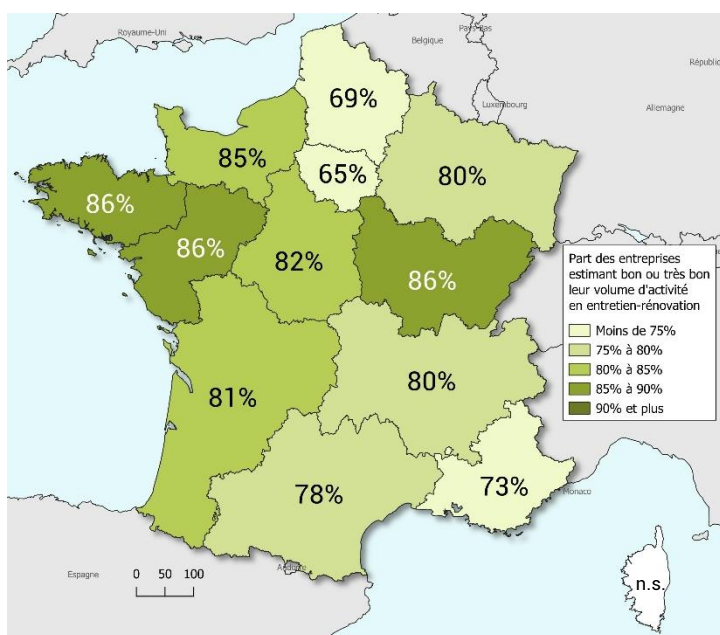 Royaume-Uni
Belgique
Pays-Bas
Républi
Luxembourg
Allemagne
69%
85%
65%
80%
86%
86%
82%
86%
Part des entreprises
estimant bon ou très bon
leur volume d'activité
en entretien-rénovation
Moins de 75%
75% à 80%
80% à 85%
85% à 90%
90% et plus
81%
80%
78%
73%
Monaco
Espagne
Andorre
0 50 100
n.s.